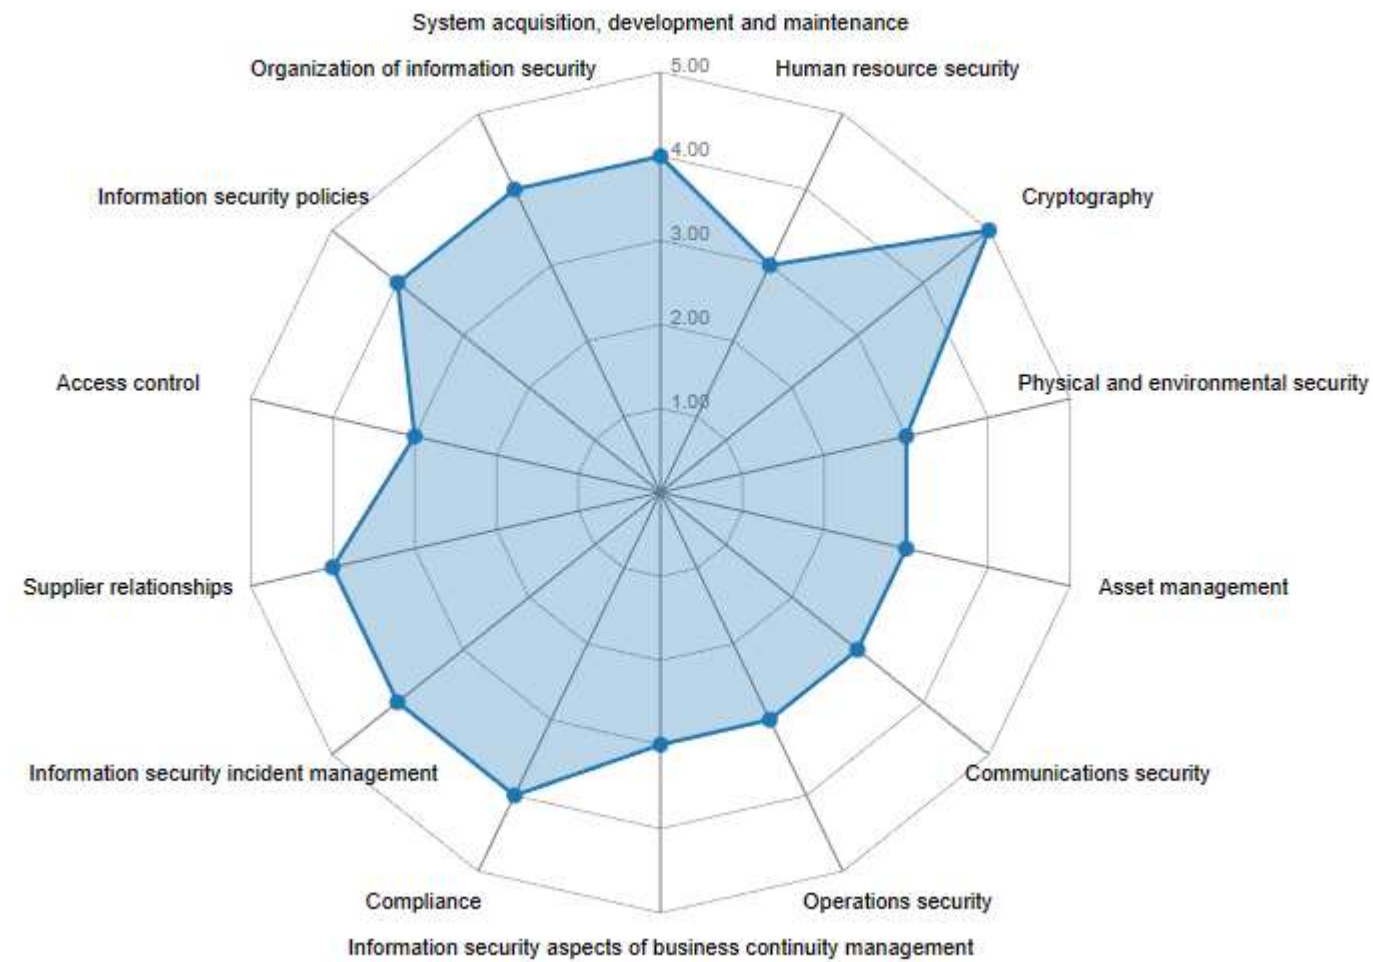 System acquisition, development and maintenance
Organization of information security
5.00
Human resource security
4.00
Information security policies
Cryptography
3.00
2.00
Access control
Physical and environmental security
1.00
Supplier relationships
Asset management
Information security incident management
Communications security
Compliance
Operations security
Information security aspects of business continuity management